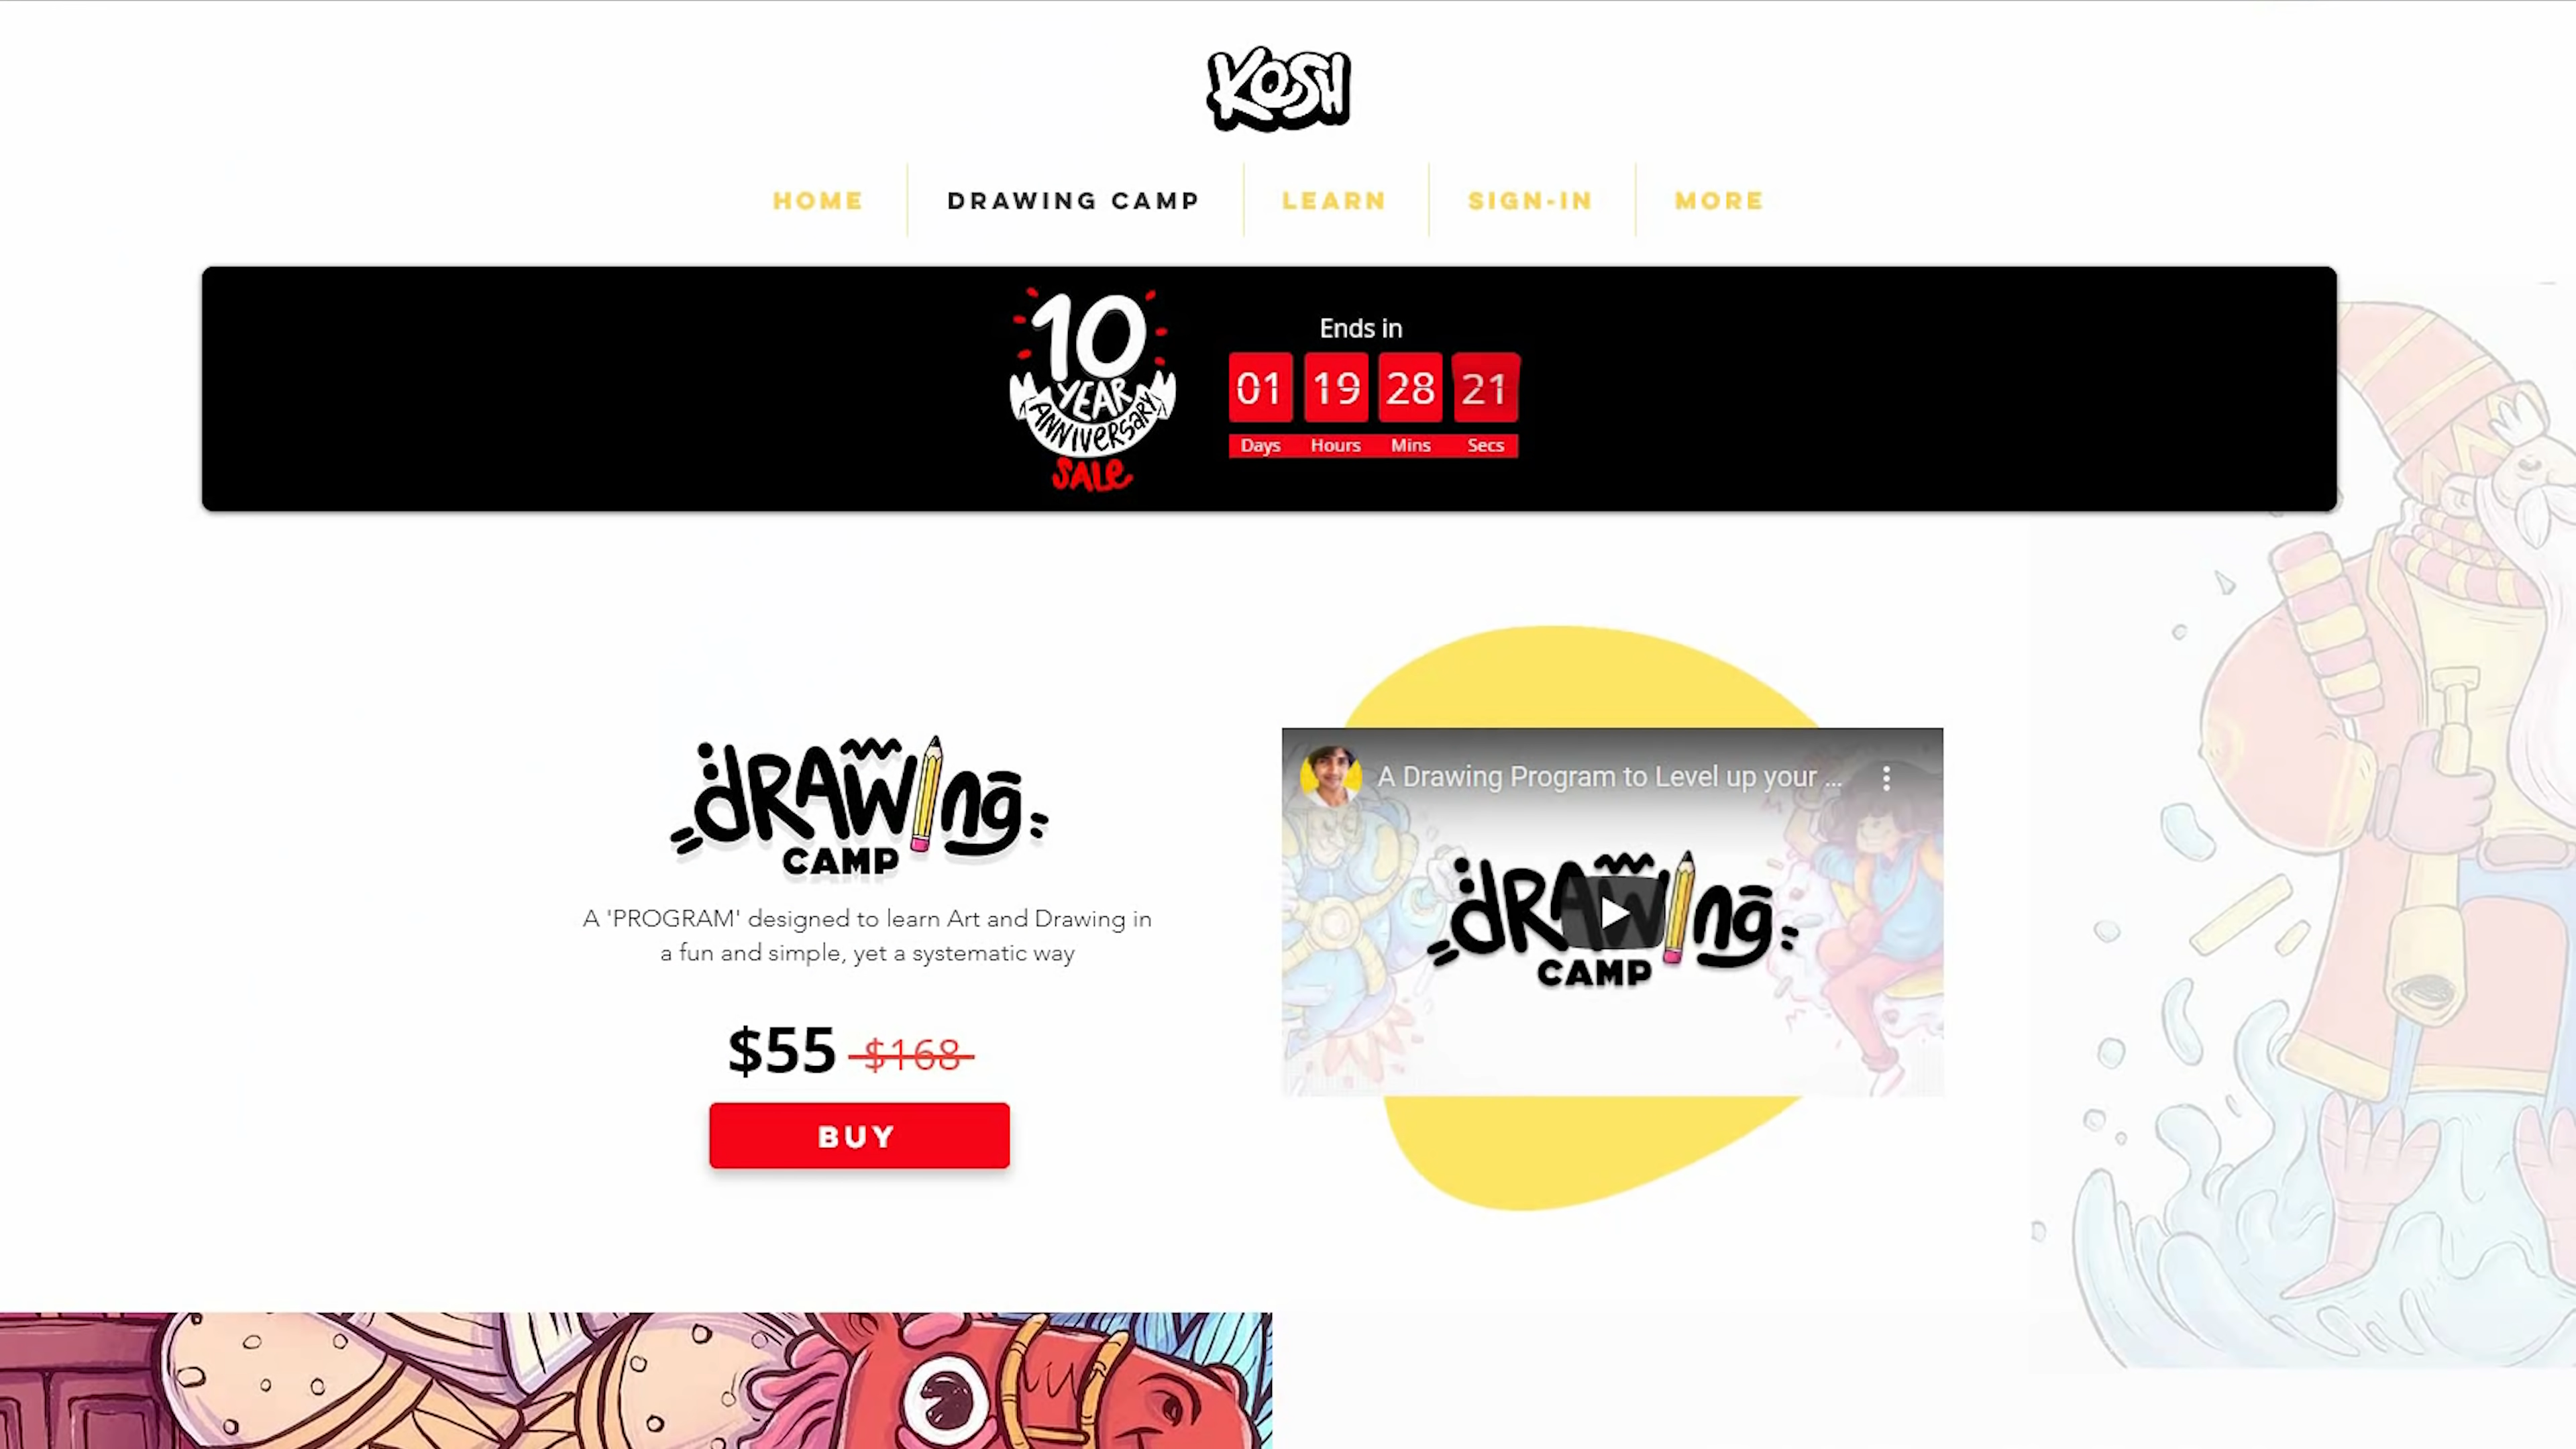 KOSH
HOME
DRAWING CAMP
LEARN
SIGN-IN
MORE
10
YEAR
ANNIVERSARY
SALE
Ends in
01 19 28 21
Days Hours Mins Secs
DRAWING
CAMP
A 'PROGRAM' designed to learn Art and Drawing in
a fun and simple, yet a systematic way
$55 $168
BUY
A Drawing Program to Level up your ...
DRAWING
CAMP